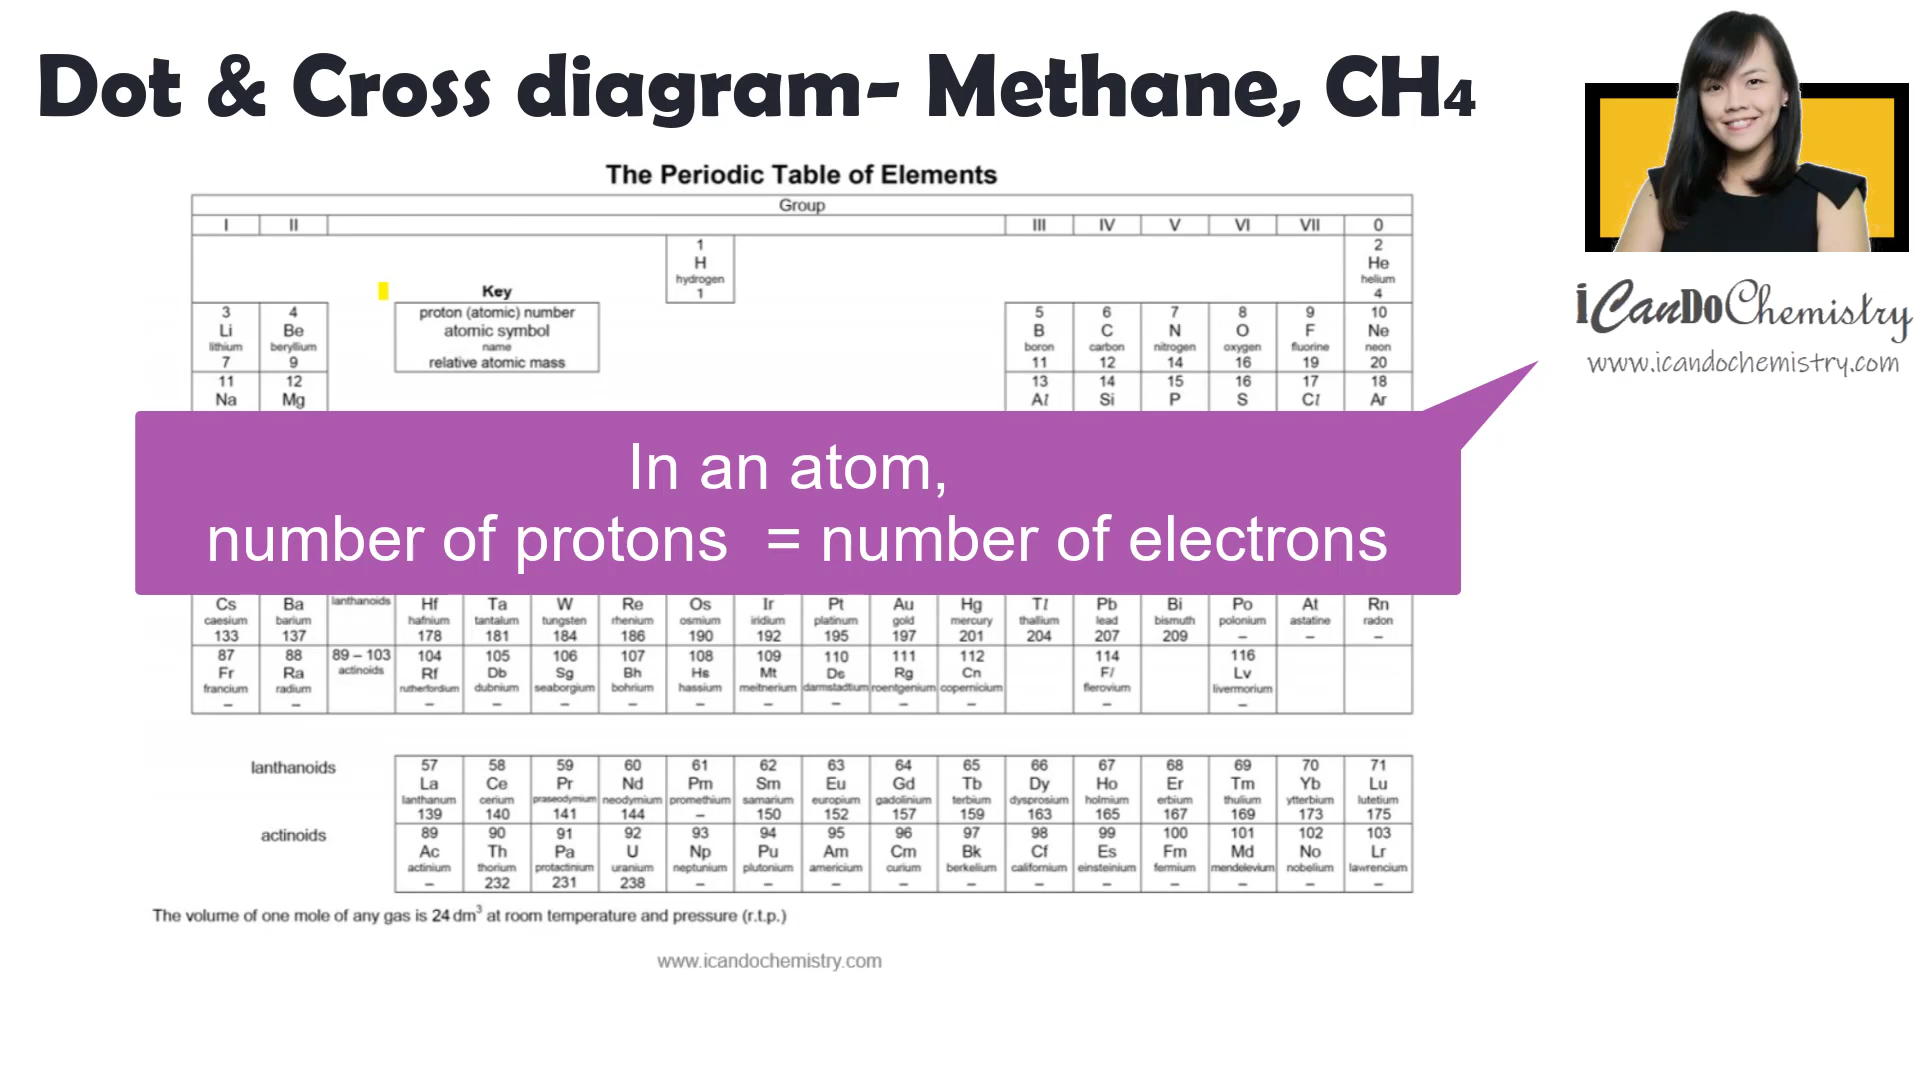 Dot & Cross diagram- Methane, CH4
The Periodic Table of Elements
Group
I II III IV V VI VII 0
1 2
H He
hydrogen helium
1 4
Key
3 4 proton (atomic) number 5 6 7 8 9 10
Li Be atomic symbol B C N O F Ne
lithium beryllium name boron carbon nitrogen oxygen fluorine neon
7 9 relative atomic mass 11 12 14 16 19 20
11 12 13 14 15 16 17 18
Na Mg Al Si P S Cl Ar
In an atom,
number of protons = number of electrons
Cs Ba lanthanoids Hf Ta W Re Os Ir Pt Au Hg Tl Pb Bi Po At Rn
caesium barium hafnium tantalum tungsten rhenium osmium iridium platinum gold mercury thallium lead bismuth polonium astatine radon
133 137 178 181 184 186 190 192 195 197 201 204 207 209 – – –
87 88 89 – 103 104 105 106 107 108 109 110 111 112 114 116
Fr Ra actinoids Rf Db Sg Bh Hs Mt Ds Rg Cn Fl Lv
francium radium rutherfordium dubnium seaborgium bohrium hassium meitnerium darmstadtium roentgenium copernicium flerovium livermorium
– – – – – – – – – – – – –
lanthanoids 57 58 59 60 61 62 63 64 65 66 67 68 69 70 71
La Ce Pr Nd Pm Sm Eu Gd Tb Dy Ho Er Tm Yb Lu
lanthanum cerium praseodymium neodymium promethium samarium europium gadolinium terbium dysprosium holmium erbium thulium ytterbium lutetium
139 140 141 144 – 150 152 157 159 163 165 167 169 173 175
actinoids 89 90 91 92 93 94 95 96 97 98 99 100 101 102 103
Ac Th Pa U Np Pu Am Cm Bk Cf Es Fm Md No Lr
actinium thorium protactinium uranium neptunium plutonium americium curium berkelium californium einsteinium fermium mendelevium nobelium lawrencium
– 232 231 238 – – – – – – – – – – –
The volume of one mole of any gas is 24 dm3 at room temperature and pressure (r.t.p.)
www.icandochemistry.com
iCanDoChemistry
www.icandochemistry.com